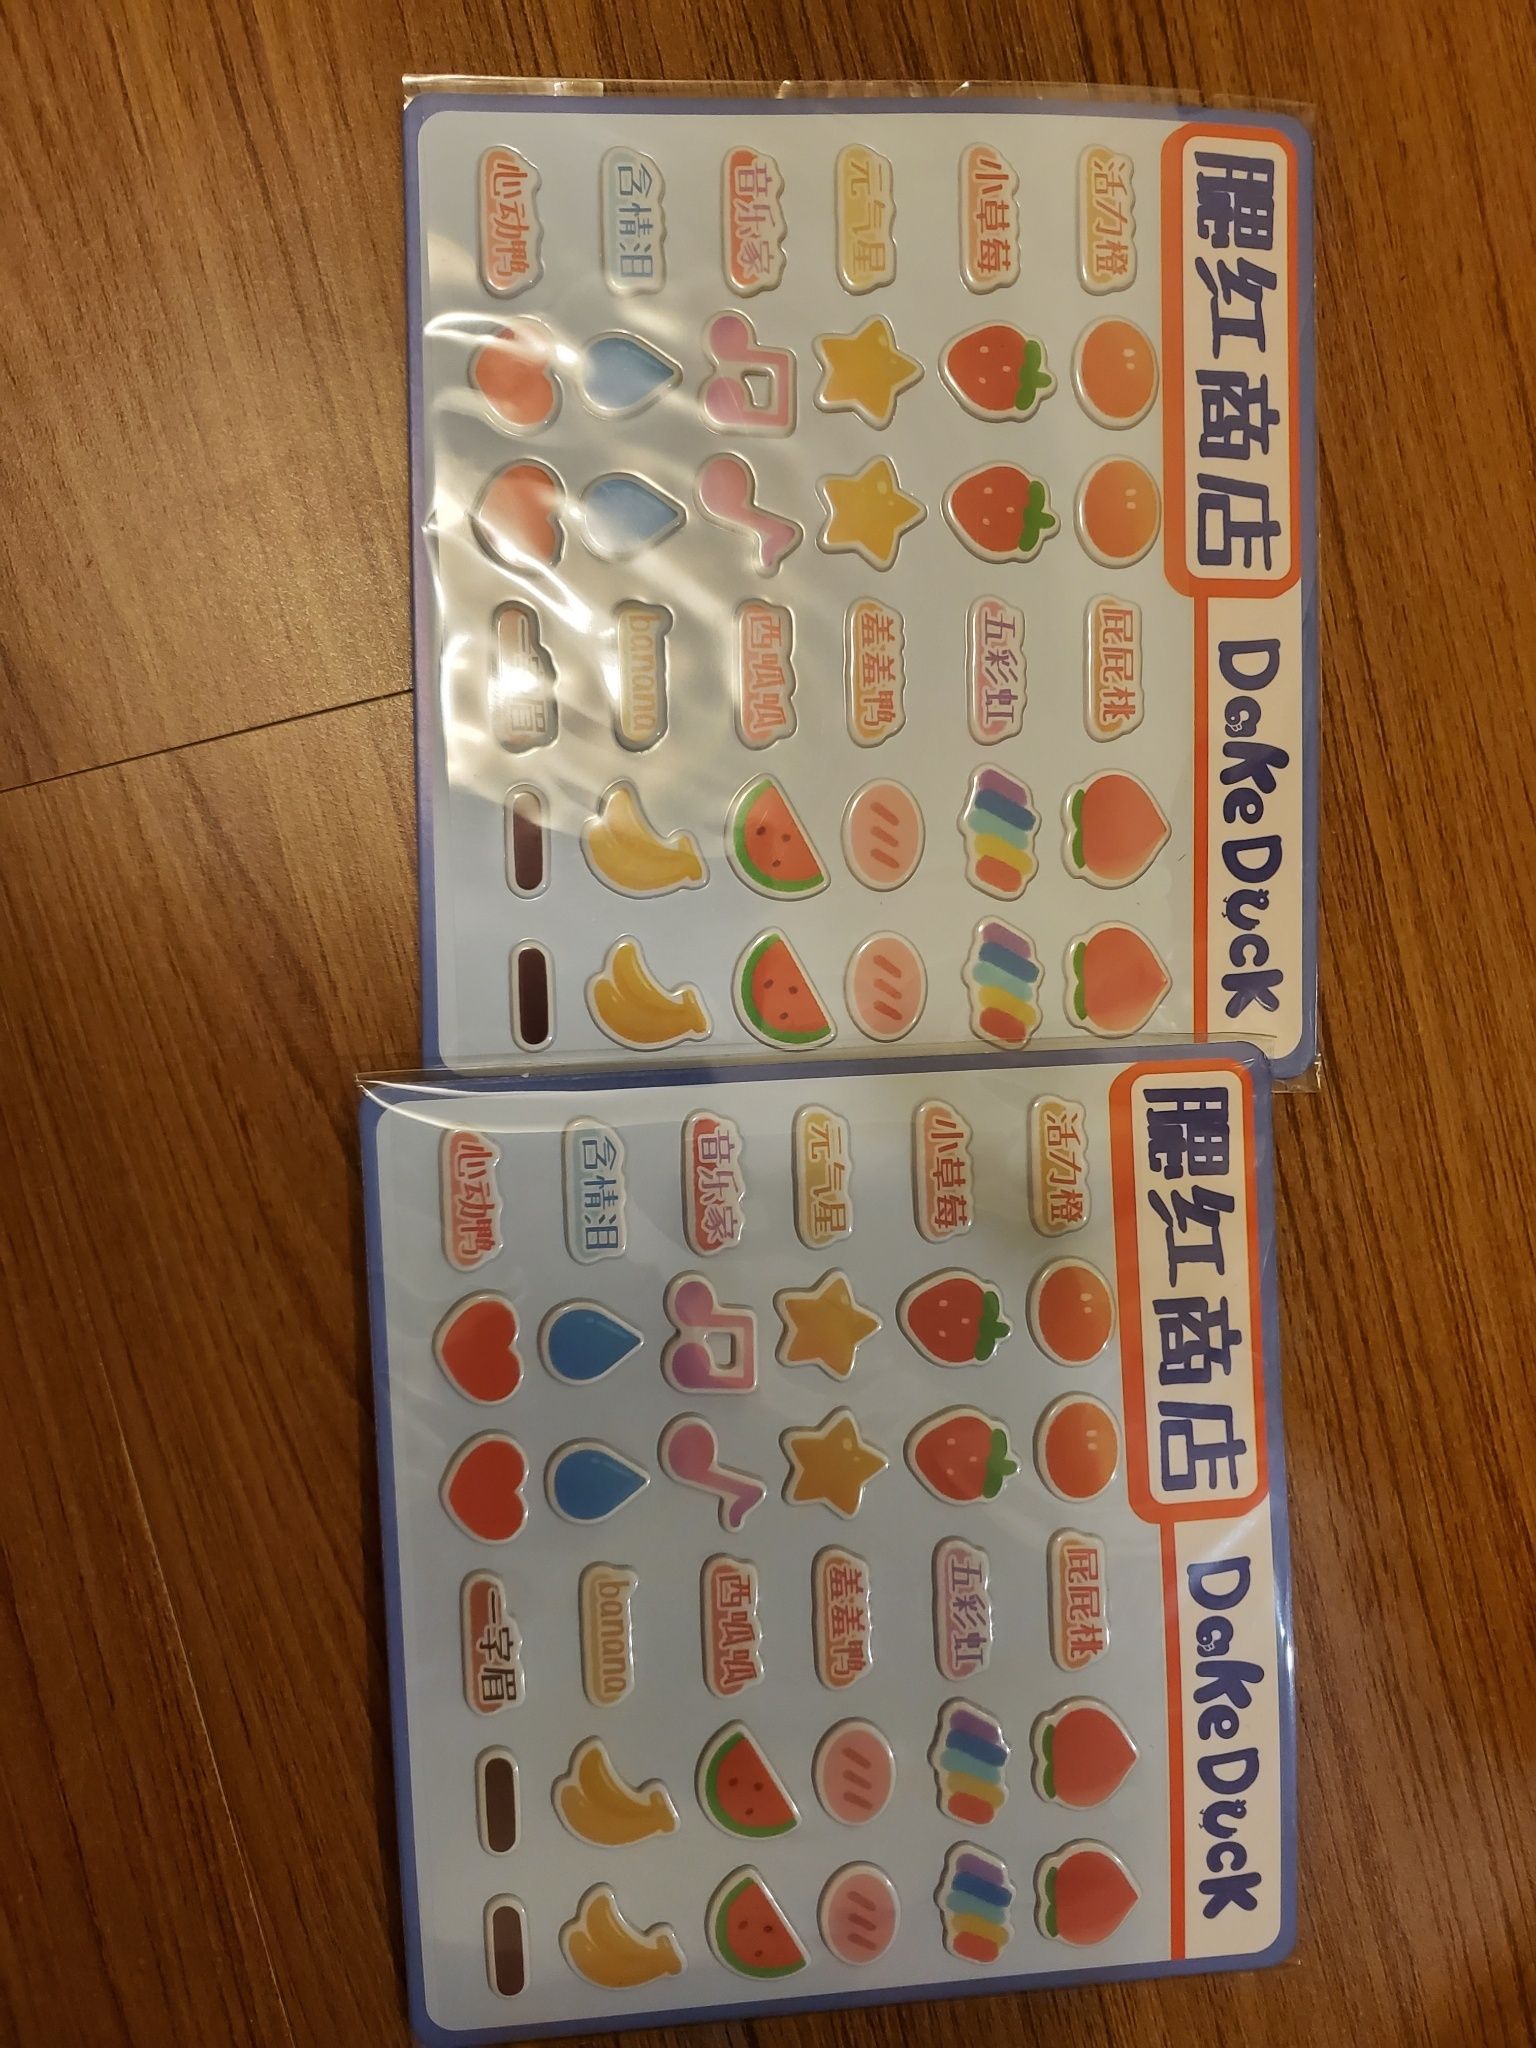 腮红商店 DakeDuck
活力橙 屁屁桃
小草莓 五彩虹
元气星 羞羞鸭
音乐家 西呱呱
含情泪 banana
心动鸭 一字眉
腮红商店 DakeDuck
活力橙 屁屁桃
小草莓 五彩虹
元气星 羞羞鸭
音乐家 西呱呱
含情泪 banana
心动鸭 一字眉